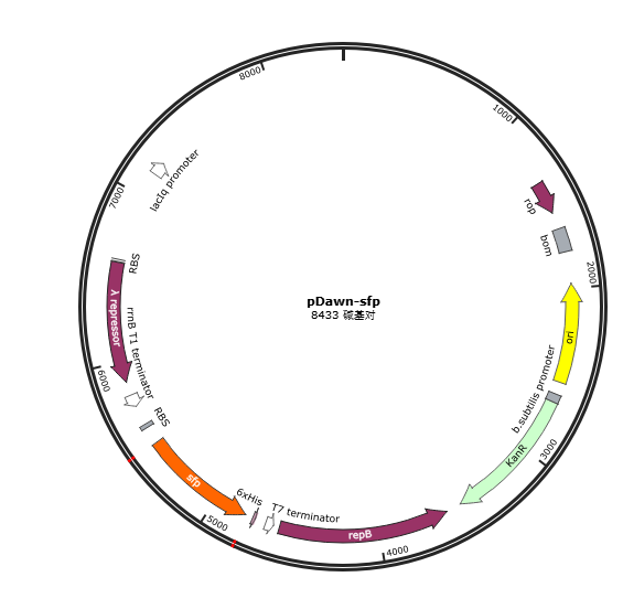 8000
1000
lacIq promoter
7000
rop
bom
2000
RBS
pDawn-sfp
8433 碱基对
λ repressor
rrnB T1 terminator
ori
b.subtilis promoter
6000
RBS
KanR
3000
sfp
6xHis
T7 terminator
5000
repB
4000